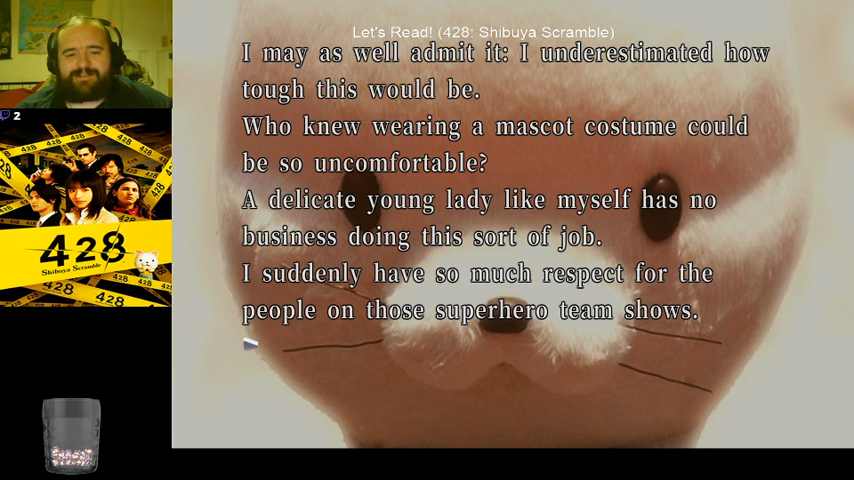 Let's Read! (428: Shibuya Scramble)
I may as well admit it: I underestimated how
tough this would be.
Who knew wearing a mascot costume could
be so uncomfortable?
A delicate young lady like myself has no
business doing this sort of job.
I suddenly have so much respect for the
people on those superhero team shows.
2
428
428
428
428
Shibuya Scramble
428
428
428
428